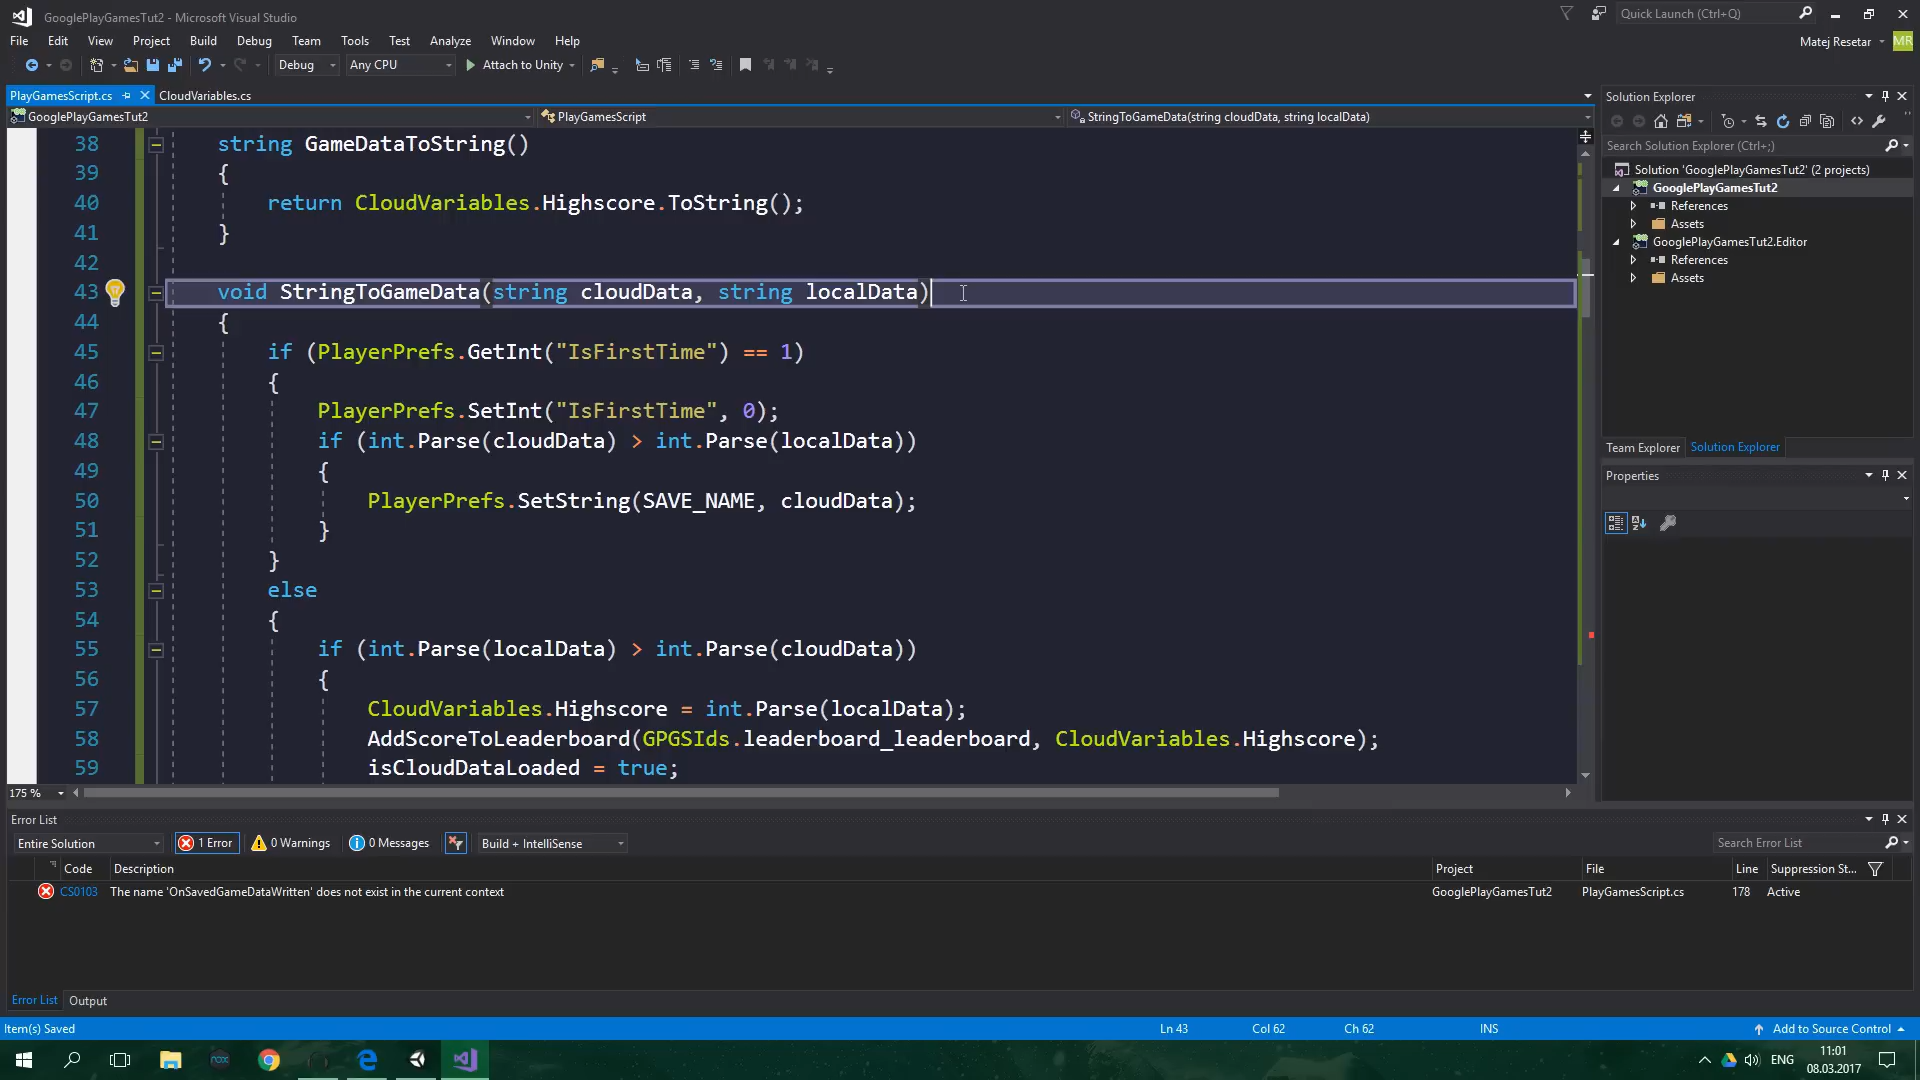 GooglePlayGamesTut2 - Microsoft Visual Studio
Quick Launch (Ctrl+Q)
File Edit View Project Build Debug Team Tools Test Analyze Window Help
Matej Resetar MR
Debug Any CPU Attach to Unity
PlayGamesScript.cs CloudVariables.cs
GooglePlayGamesTut2 PlayGamesScript StringToGameData(string cloudData, string localData)
38 string GameDataToString()
39 {
40 return CloudVariables.Highscore.ToString();
41 }
42
43 void StringToGameData(string cloudData, string localData)
44 {
45 if (PlayerPrefs.GetInt("IsFirstTime") == 1)
46 {
47 PlayerPrefs.SetInt("IsFirstTime", 0);
48 if (int.Parse(cloudData) > int.Parse(localData))
49 {
50 PlayerPrefs.SetString(SAVE_NAME, cloudData);
51 }
52 }
53 else
54 {
55 if (int.Parse(localData) > int.Parse(cloudData))
56 {
57 CloudVariables.Highscore = int.Parse(localData);
58 AddScoreToLeaderboard(GPGSIds.leaderboard_leaderboard, CloudVariables.Highscore);
59 isCloudDataLoaded = true;
175 %
Solution Explorer
Search Solution Explorer (Ctrl+;)
Solution 'GooglePlayGamesTut2' (2 projects)
GooglePlayGamesTut2
References
Assets
GooglePlayGamesTut2.Editor
References
Assets
Team Explorer Solution Explorer
Properties
Error List
Entire Solution 1 Error 0 Warnings 0 Messages Build + IntelliSense Search Error List
Code Description Project File Line Suppression St...
CS0103 The name 'OnSavedGameDataWritten' does not exist in the current context GooglePlayGamesTut2 PlayGamesScript.cs 178 Active
Error List Output
Item(s) Saved Ln 43 Col 62 Ch 62 INS Add to Source Control
nox ENG 11:01
08.03.2017